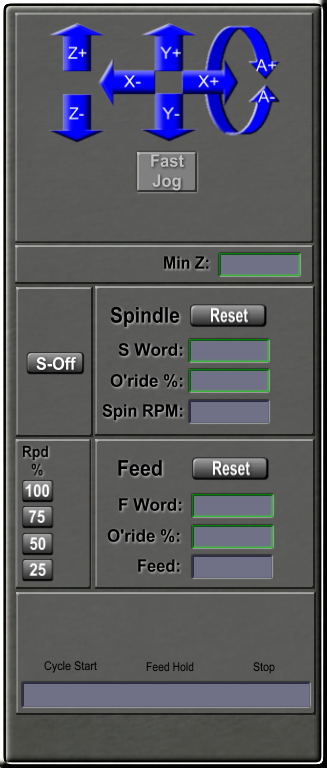 Z+ Y+
X- X+ A+
Z- Y- A-
Fast
Jog
Min Z:
Spindle Reset
S Word:
S-Off
O'ride %:
Spin RPM:
Rpd
%
100
75
50
25
Feed Reset
F Word:
O'ride %:
Feed:
Cycle Start Feed Hold Stop